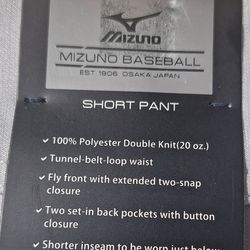 MIZUNO
MIZUNO BASEBALL
EST 1906 OSAKA JAPAN
SHORT PANT
✓ 100% Polyester Double Knit(20 oz.)
✓ Tunnel-belt-loop waist
✓ Fly front with extended two-snap
closure
✓ Two set-in back pockets with button
closure
✓ Shorter inseam to be worn just below